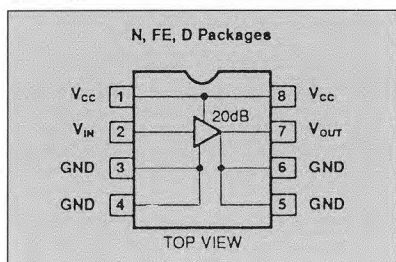 N, FE, D Packages
V_CC 1 8 V_CC
20dB
V_IN 2 7 V_OUT
GND 3 6 GND
GND 4 5 GND
TOP VIEW